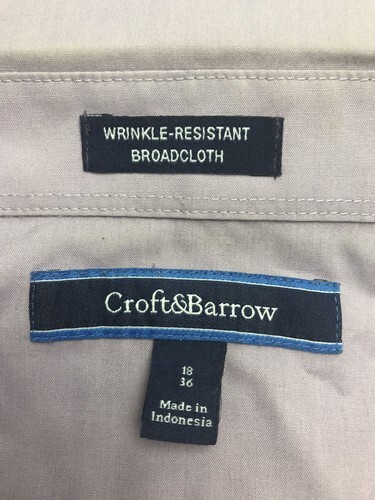 WRINKLE-RESISTANT
BROADCLOTH
Croft&Barrow
18
36
Made in
Indonesia